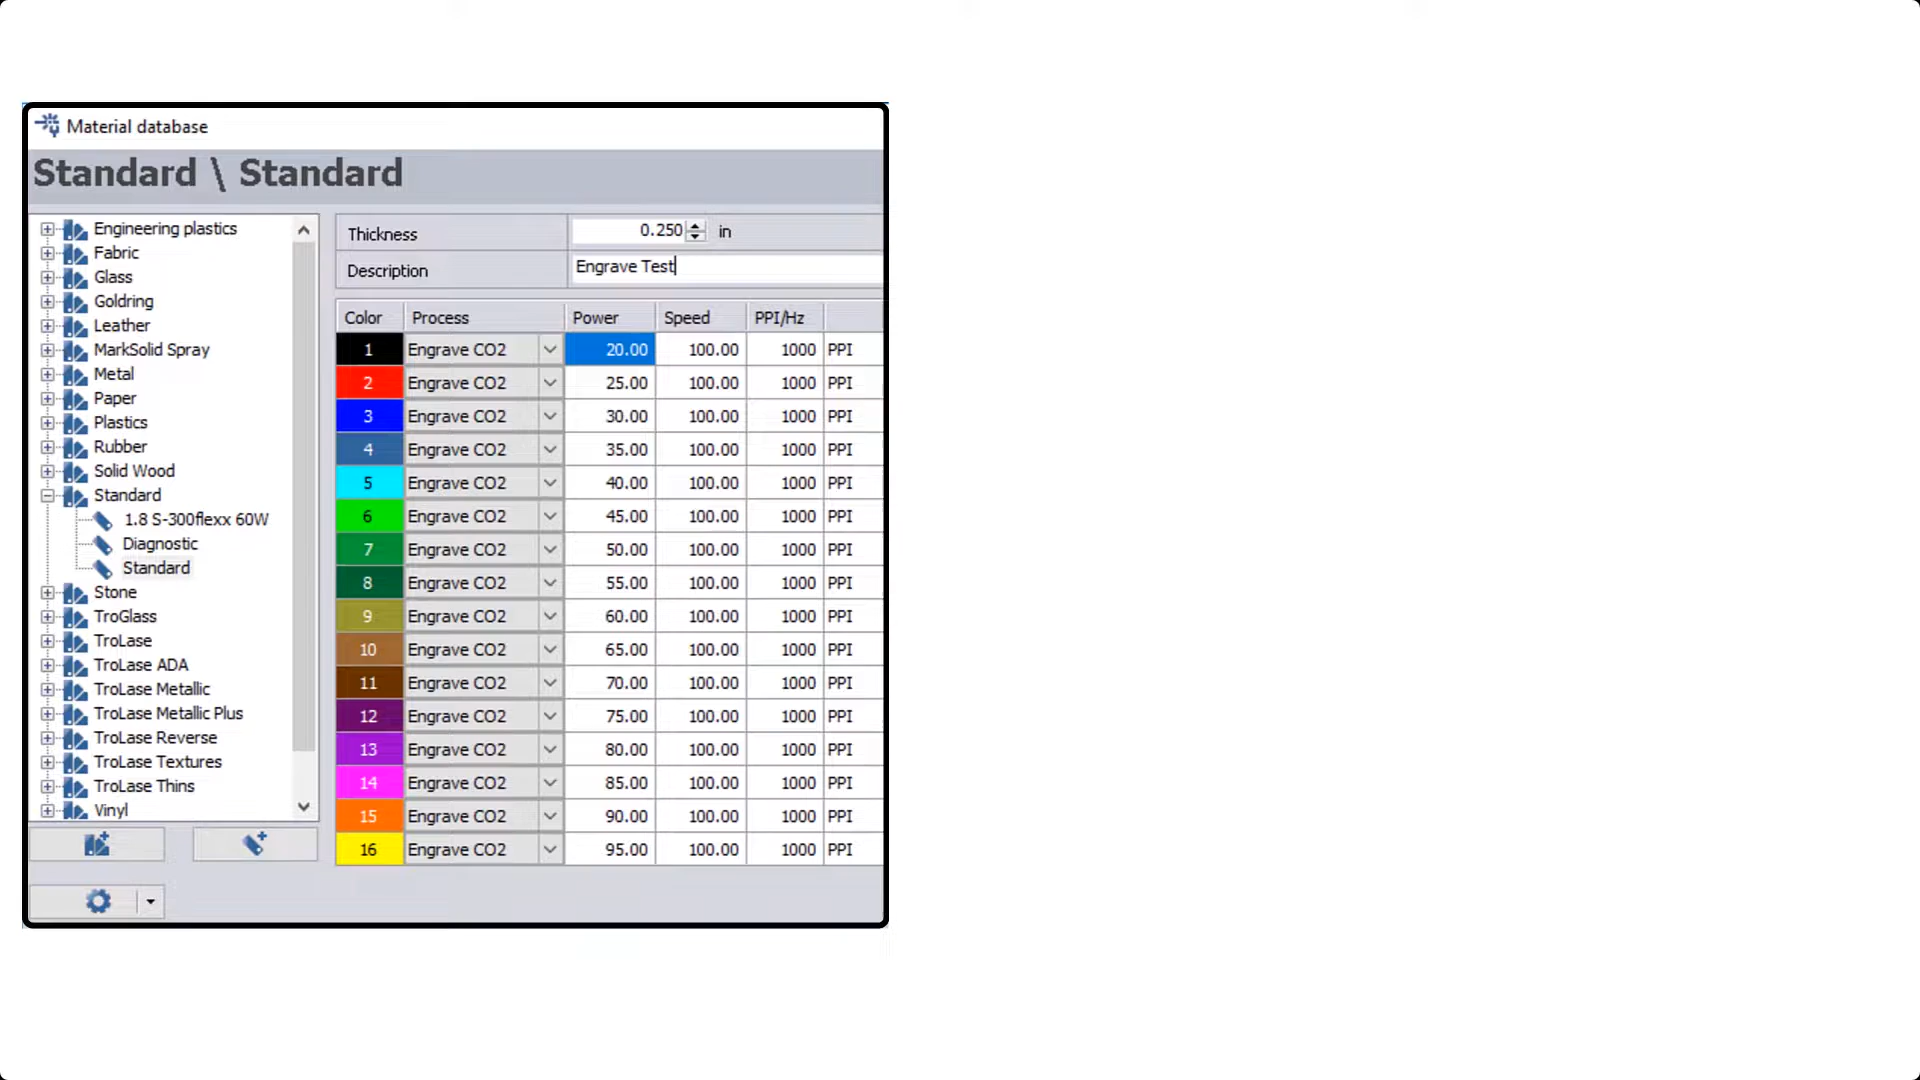 Material database
Standard \ Standard
Engineering plastics
Fabric
Glass
Goldring
Leather
MarkSolid Spray
Metal
Paper
Plastics
Rubber
Solid Wood
Standard
1.8 S-300flexx 60W
Diagnostic
Standard
Stone
TroGlass
TroLase
TroLase ADA
TroLase Metallic
TroLase Metallic Plus
TroLase Reverse
TroLase Textures
TroLase Thins
Vinyl
Thickness 0.250 in
Description Engrave Test
Color Process Power Speed PPI/Hz
1 Engrave CO2 20.00 100.00 1000 PPI
2 Engrave CO2 25.00 100.00 1000 PPI
3 Engrave CO2 30.00 100.00 1000 PPI
4 Engrave CO2 35.00 100.00 1000 PPI
5 Engrave CO2 40.00 100.00 1000 PPI
6 Engrave CO2 45.00 100.00 1000 PPI
7 Engrave CO2 50.00 100.00 1000 PPI
8 Engrave CO2 55.00 100.00 1000 PPI
9 Engrave CO2 60.00 100.00 1000 PPI
10 Engrave CO2 65.00 100.00 1000 PPI
11 Engrave CO2 70.00 100.00 1000 PPI
12 Engrave CO2 75.00 100.00 1000 PPI
13 Engrave CO2 80.00 100.00 1000 PPI
14 Engrave CO2 85.00 100.00 1000 PPI
15 Engrave CO2 90.00 100.00 1000 PPI
16 Engrave CO2 95.00 100.00 1000 PPI